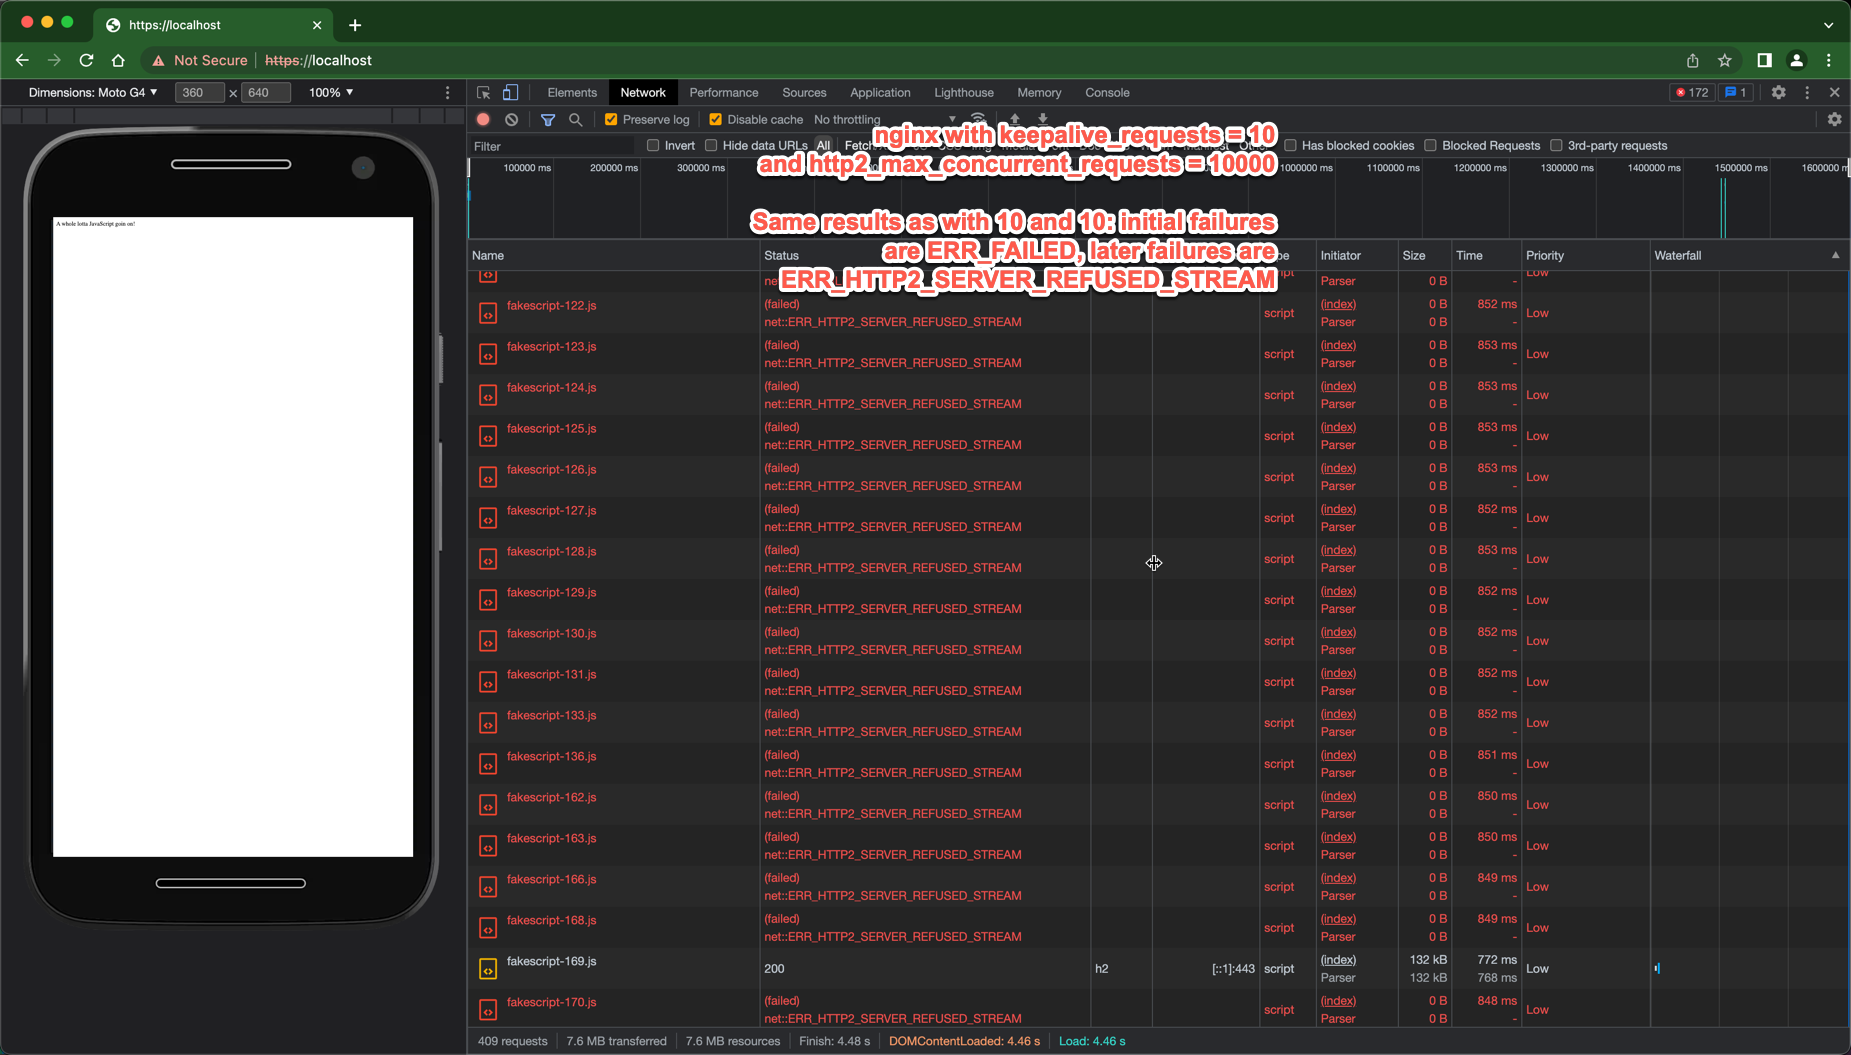 https://localhost
Not Secure
https://localhost
Dimensions: Moto G4
360 × 640
100%
Elements Network Performance Sources Application Lighthouse Memory Console
172
1
Preserve log
Disable cache
No throttling
Filter
Invert
Hide data URLs
All
Has blocked cookies
Blocked Requests
3rd-party requests
nginx with keepalive_requests = 10
and http2_max_concurrent_requests = 10000
Same results as with 10 and 10: initial failures
are ERR_FAILED, later failures are
ERR_HTTP2_SERVER_REFUSED_STREAM
100000 ms 200000 ms 300000 ms 1000000 ms 1100000 ms 1200000 ms 1300000 ms 1400000 ms 1500000 ms
A whole lotta JavaScript goin on!
Name Status Initiator Size Time Priority Waterfall
Parser 0 B - Low
fakescript-122.js (failed) script (index) 0 B 852 ms Low
net::ERR_HTTP2_SERVER_REFUSED_STREAM Parser 0 B -
fakescript-123.js (failed) script (index) 0 B 853 ms Low
net::ERR_HTTP2_SERVER_REFUSED_STREAM Parser 0 B -
fakescript-124.js (failed) script (index) 0 B 853 ms Low
net::ERR_HTTP2_SERVER_REFUSED_STREAM Parser 0 B -
fakescript-125.js (failed) script (index) 0 B 853 ms Low
net::ERR_HTTP2_SERVER_REFUSED_STREAM Parser 0 B -
fakescript-126.js (failed) script (index) 0 B 853 ms Low
net::ERR_HTTP2_SERVER_REFUSED_STREAM Parser 0 B -
fakescript-127.js (failed) script (index) 0 B 852 ms Low
net::ERR_HTTP2_SERVER_REFUSED_STREAM Parser 0 B -
fakescript-128.js (failed) script (index) 0 B 853 ms Low
net::ERR_HTTP2_SERVER_REFUSED_STREAM Parser 0 B -
fakescript-129.js (failed) script (index) 0 B 852 ms Low
net::ERR_HTTP2_SERVER_REFUSED_STREAM Parser 0 B -
fakescript-130.js (failed) script (index) 0 B 852 ms Low
net::ERR_HTTP2_SERVER_REFUSED_STREAM Parser 0 B -
fakescript-131.js (failed) script (index) 0 B 852 ms Low
net::ERR_HTTP2_SERVER_REFUSED_STREAM Parser 0 B -
fakescript-133.js (failed) script (index) 0 B 852 ms Low
net::ERR_HTTP2_SERVER_REFUSED_STREAM Parser 0 B -
fakescript-136.js (failed) script (index) 0 B 851 ms Low
net::ERR_HTTP2_SERVER_REFUSED_STREAM Parser 0 B -
fakescript-162.js (failed) script (index) 0 B 850 ms Low
net::ERR_HTTP2_SERVER_REFUSED_STREAM Parser 0 B -
fakescript-163.js (failed) script (index) 0 B 850 ms Low
net::ERR_HTTP2_SERVER_REFUSED_STREAM Parser 0 B -
fakescript-166.js (failed) script (index) 0 B 849 ms Low
net::ERR_HTTP2_SERVER_REFUSED_STREAM Parser 0 B -
fakescript-168.js (failed) script (index) 0 B 849 ms Low
net::ERR_HTTP2_SERVER_REFUSED_STREAM Parser 0 B -
fakescript-169.js 200 h2 [::1]:443 script (index) 132 kB 772 ms Low
Parser 132 kB 768 ms
fakescript-170.js (failed) script (index) 0 B 848 ms Low
net::ERR_HTTP2_SERVER_REFUSED_STREAM Parser 0 B -
409 requests 7.6 MB transferred 7.6 MB resources Finish: 4.48 s DOMContentLoaded: 4.46 s Load: 4.46 s